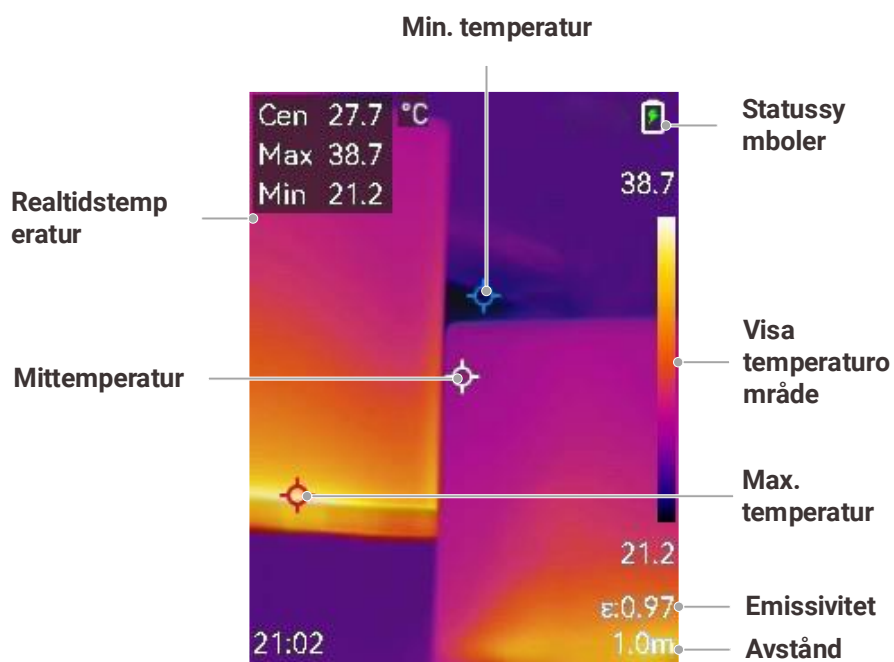 Min. temperatur
Cen 27.7 °C
Max 38.7
Min 21.2
Statussy
mboler
38.7
Realtidstemp
eratur
Visa
temperaturo
mråde
Mittemperatur
Max.
temperatur
21.2
ε:0.97
Emissivitet
21:02
1.0m
Avstånd